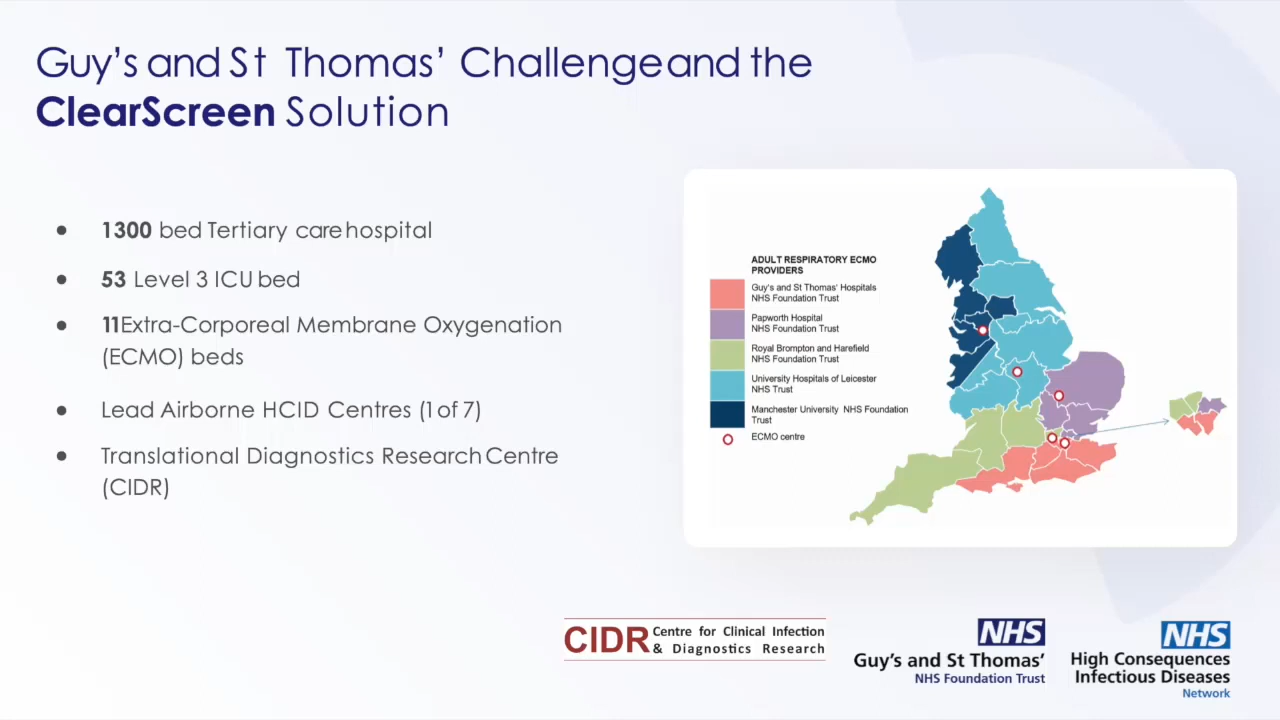 Guy's and St Thomas' Challenge and the
ClearScreen Solution
• 1300 bed Tertiary care hospital
• 53 Level 3 ICU bed
• 11Extra-Corporeal Membrane Oxygenation
(ECMO) beds
• Lead Airborne HCID Centres (1 of 7)
• Translational Diagnostics Research Centre
(CIDR)
ADULT RESPIRATORY ECMO
PROVIDERS
Guy's and St Thomas' Hospitals
NHS Foundation Trust
Papworth Hospital
NHS Foundation Trust
Royal Brompton and Harefield
NHS Foundation Trust
University Hospitals of Leicester
NHS Trust
Manchester University NHS Foundation
Trust
ECMO centre
CIDR Centre for Clinical Infection
& Diagnostics Research
NHS
Guy's and St Thomas'
NHS Foundation Trust
NHS
High Consequences
Infectious Diseases
Network